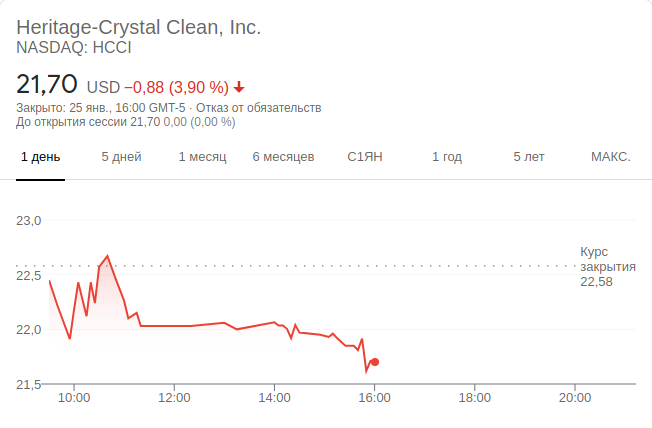 Heritage-Crystal Clean, Inc.
NASDAQ: HCCI
21,70 USD −0,88 (3,90 %)
Закрыто: 25 янв., 16:00 GMT-5 · Отказ от обязательств
До открытия сессии 21,70 0,00 (0,00 %)
1 день 5 дней 1 месяц 6 месяцев С1ЯН 1 год 5 лет МАКС.
23,0
Курс
закрытия
22,58
22,5
22,0
21,5
10:00 12:00 14:00 16:00 18:00 20:00